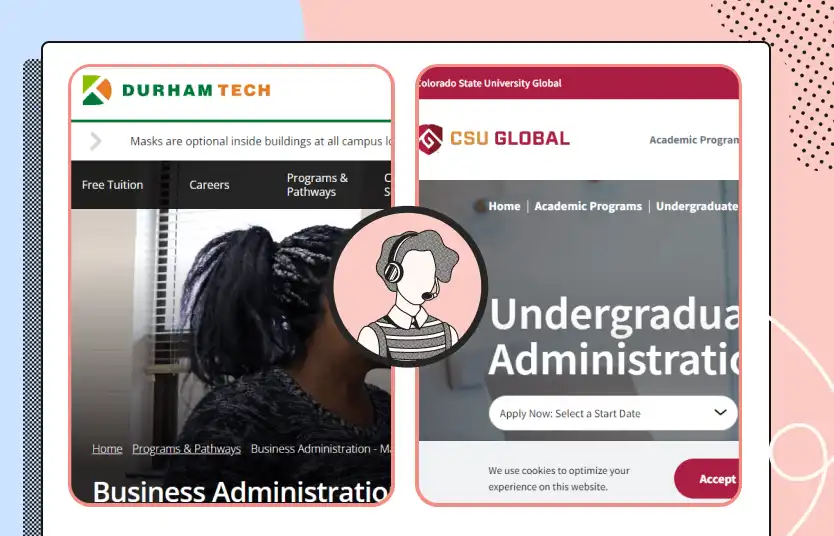 DURHAM TECH
Masks are optional inside buildings at all campus lo
Free Tuition
Careers
Programs &
Pathways
C
S
Home
Programs & Pathways
Business Administration - Ma
Business Administratio
Colorado State University Global
CSU GLOBAL
Academic Program
Home | Academic Programs | Undergraduate
Undergradua
Administratio
Apply Now: Select a Start Date
We use cookies to optimize your
experience on this website.
Accept